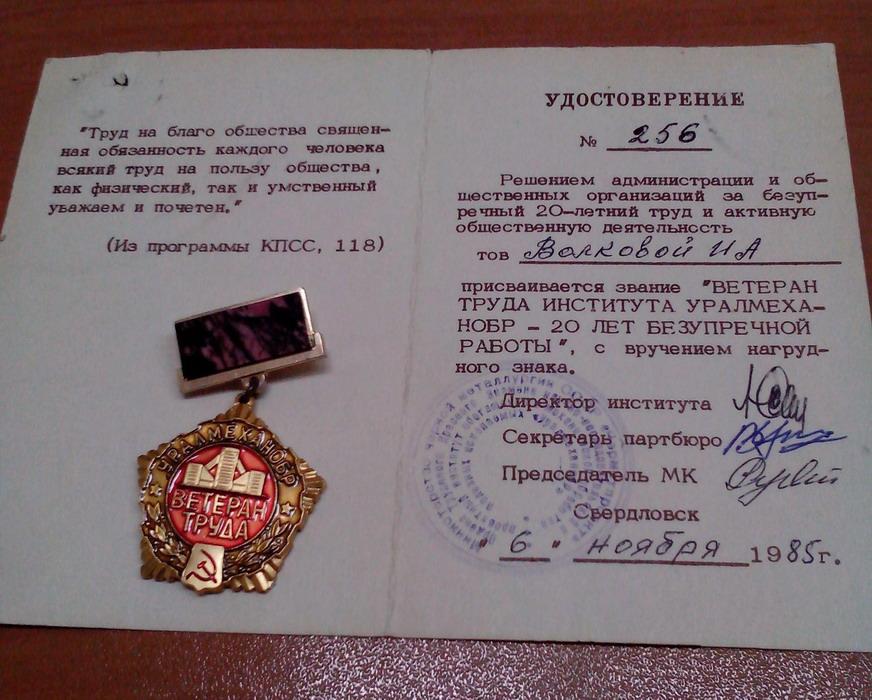 "Труд на благо общества священ-
ная обязанность каждого человека
всякий труд на пользу общества,
как физический, так и умственный
уважаем и почетен."
(Из программы КПСС, 118)
УРАЛМЕХАНОБР
ВЕТЕРАН
ТРУДА
УДОСТОВЕРЕНИЕ
№ 256
Решением администрации и об-
щественных организаций за безуп-
речный 20-летний труд и активную
общественную деятельность
тов Волковой И А
присваивается звание "ВЕТЕРАН
ТРУДА ИНСТИТУТА УРАЛМЕХА-
НОБР - 20 ЛЕТ БЕЗУПРЕЧНОЙ
РАБОТЫ", с вручением нагруд-
ного знака.
Директор института
Секретарь партбюро
Председатель МК
Свердловск
"6" ноября 1985г.